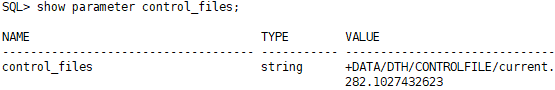 SQL> show parameter control_files;
NAME TYPE VALUE
------------------------------------ ----------- ------------------------------
control_files string +DATA/DTH/CONTROLFILE/current.
282.1027432623